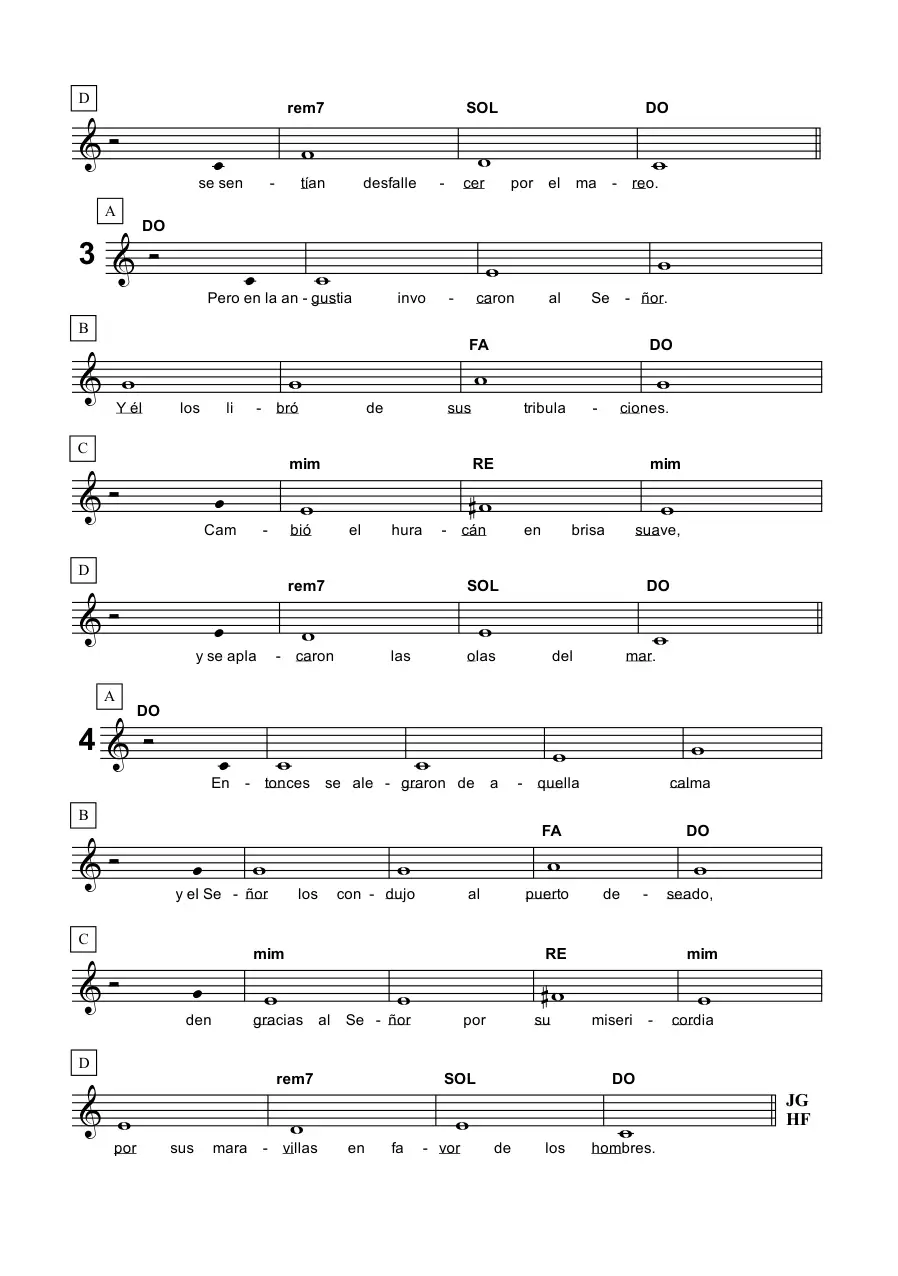 D
rem7 SOL DO
se sen - tían desfalle - cer por el ma - reo.
A
DO
3
Pero en la an - gustia invo - caron al Se - ñor.
B
FA DO
Y él los li - bró de sus tribula - ciones.
C
mim RE mim
Cam - bió el hura - cán en brisa suave,
D
rem7 SOL DO
y se apla - caron las olas del mar.
A
DO
4
En - tonces se ale - graron de a - quella calma
B
FA DO
y el Se - ñor los con - dujo al puerto de - seado,
C
mim RE mim
den gracias al Se - ñor por su miseri - cordia
D
rem7 SOL DO
JG
HF
por sus mara - villas en fa - vor de los hombres.